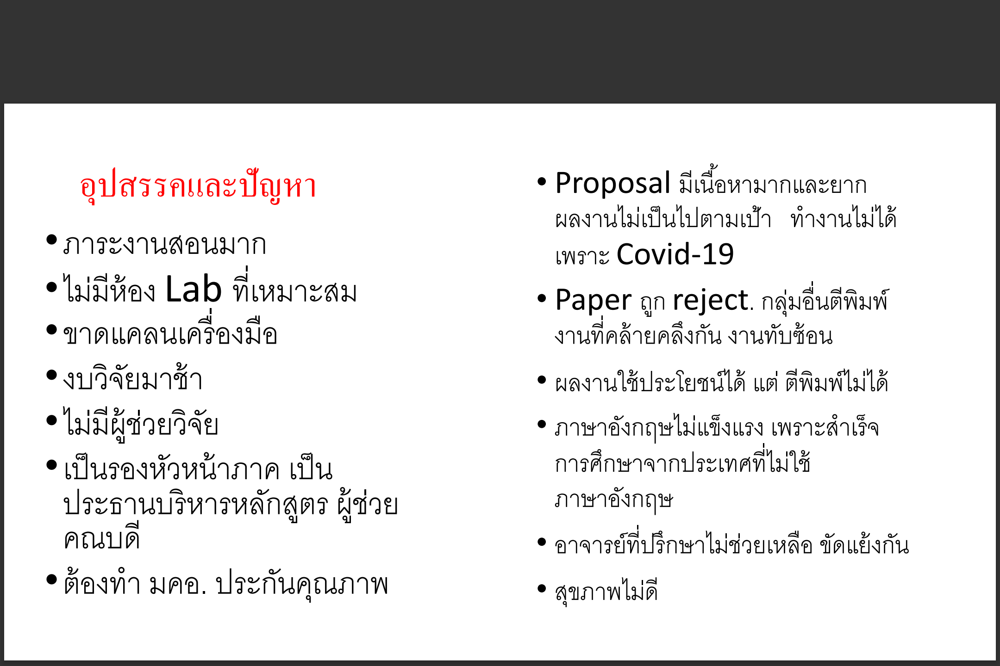 อุปสรรคและปัญหา
• ภาระงานสอนมาก
• ไม่มีห้อง Lab ที่เหมาะสม
• ขาดแคลนเครื่องมือ
• งบวิจัยมาช้า
• ไม่มีผู้ช่วยวิจัย
• เป็นรองหัวหน้าภาค เป็น
ประธานบริหารหลักสูตร ผู้ช่วย
คณบดี
• ต้องทำ มคอ. ประกันคุณภาพ
• Proposal มีเนื้อหามากและยาก
ผลงานไม่เป็นไปตามเป้า ทำงานไม่ได้
เพราะ Covid-19
• Paper ถูก reject. กลุ่มอื่นตีพิมพ์
งานที่คล้ายคลึงกัน งานทับซ้อน
• ผลงานใช้ประโยชน์ได้ แต่ ตีพิมพ์ไม่ได้
• ภาษาอังกฤษไม่แข็งแรง เพราะสำเร็จ
การศึกษาจากประเทศที่ไม่ใช้
ภาษาอังกฤษ
• อาจารย์ที่ปรึกษาไม่ช่วยเหลือ ขัดแย้งกัน
• สุขภาพไม่ดี